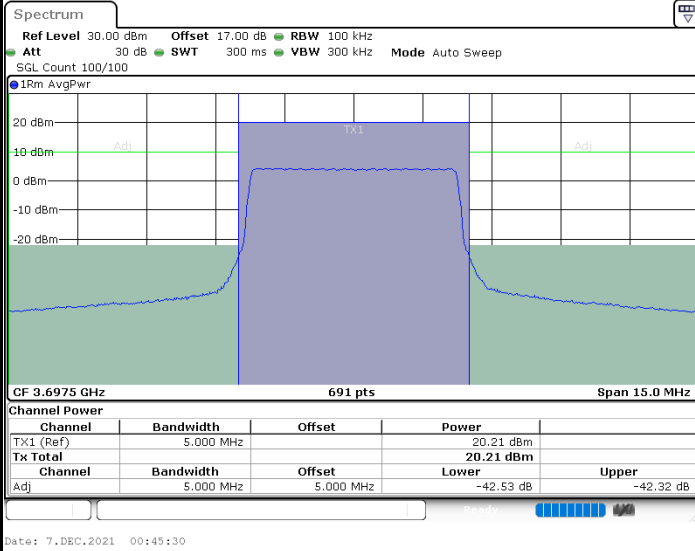 Spectrum
Ref Level 30.00 dBm Offset 17.00 dB RBW 100 kHz
Att 30 dB SWT 300 ms VBW 300 kHz Mode Auto Sweep
SGL Count 100/100
1Rm AvgPwr
20 dBm
TX1
Adj Adj
10 dBm
0 dBm
-10 dBm
-20 dBm
CF 3.6975 GHz 691 pts Span 15.0 MHz
Channel Power
Channel Bandwidth Offset Power
TX1 (Ref) 5.000 MHz 20.21 dBm
Tx Total 20.21 dBm
Channel Bandwidth Offset Lower Upper
Adj 5.000 MHz 5.000 MHz -42.53 dB -42.32 dB
Ready
Date: 7.DEC.2021 00:45:30